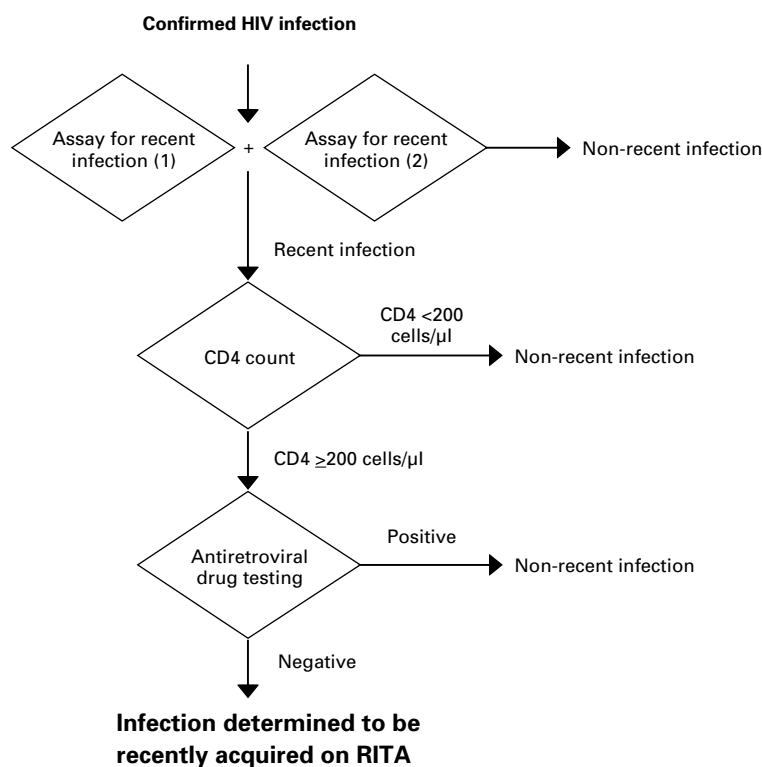 Confirmed HIV infection
Assay for recent
infection (1)
+
Assay for recent
infection (2)
Non-recent infection
Recent infection
CD4 count
CD4 <200
cells/µl
Non-recent infection
CD4 ≥200 cells/µl
Antiretroviral
drug testing
Positive
Non-recent infection
Negative
Infection determined to be
recently acquired on RITA